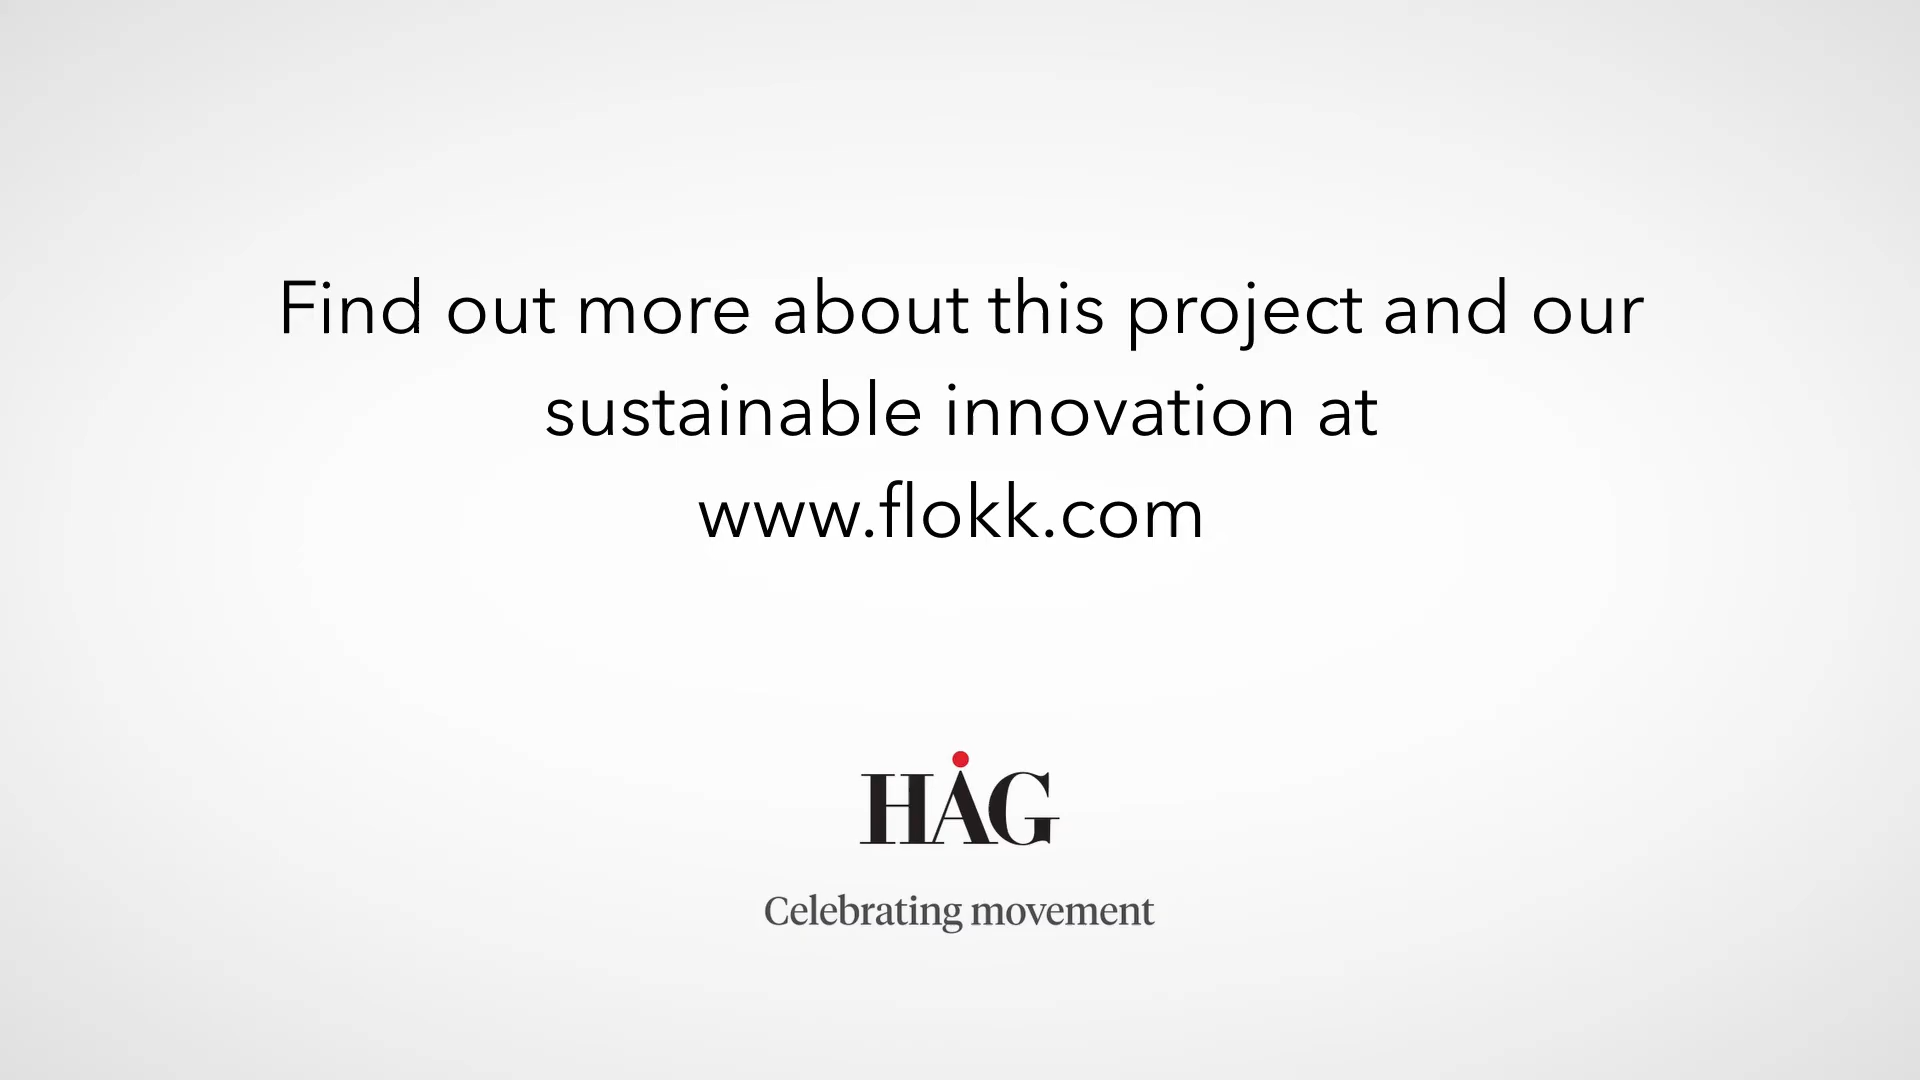 Find out more about this project and our
sustainable innovation at
www.flokk.com
HÅG
Celebrating movement